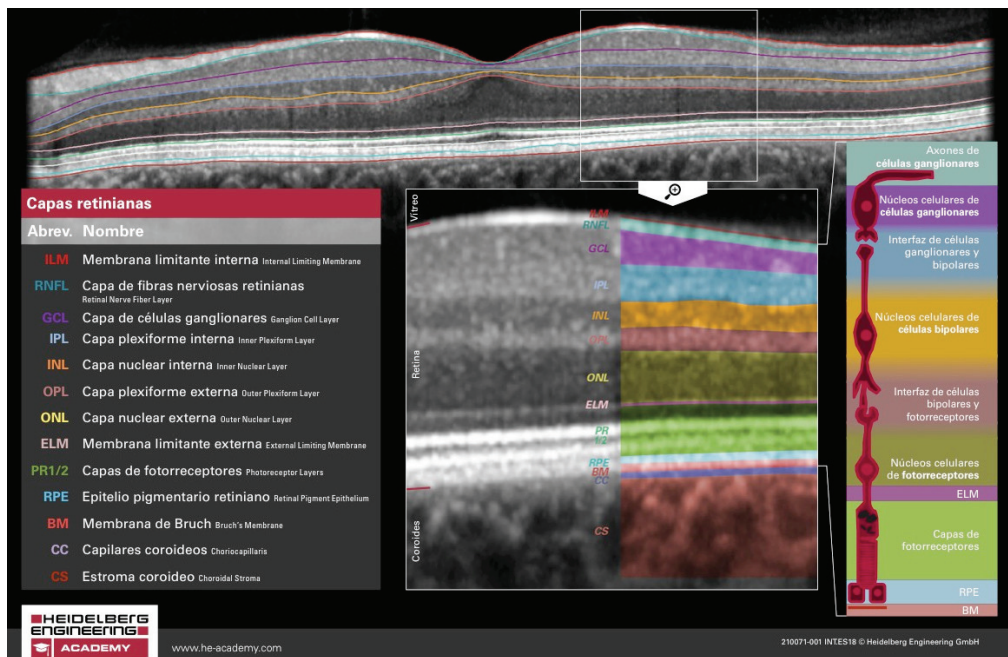 Capas retinianas
Abrev. Nombre
ILM Membrana limitante interna Internal Limiting Membrane
RNFL Capa de fibras nerviosas retinianas
Retinal Nerve Fiber Layer
GCL Capa de células ganglionares Ganglion Cell Layer
IPL Capa plexiforme interna Inner Plexiform Layer
INL Capa nuclear interna Inner Nuclear Layer
OPL Capa plexiforme externa Outer Plexiform Layer
ONL Capa nuclear externa Outer Nuclear Layer
ELM Membrana limitante externa External Limiting Membrane
PR1/2 Capas de fotorreceptores Photoreceptor Layers
RPE Epitelio pigmentario retiniano Retinal Pigment Epithelium
BM Membrana de Bruch Bruch's Membrane
CC Capilares coroideos Choriocapillaris
CS Estroma coroideo Choroidal Stroma
Vítreo
Retina
Coroides
ILM
RNFL
GCL
IPL
INL
OPL
ONL
ELM
PR
1/2
RPE
BM
CC
CS
Axones de
células ganglionares
Núcleos celulares de
células ganglionares
Interfaz de células
ganglionares y
bipolares
Núcleos celulares de
células bipolares
Interfaz de células
bipolares y
fotorreceptores
Núcleos celulares
de fotorreceptores
ELM
Capas de
fotorreceptores
RPE
BM
HEIDELBERG
ENGINEERING
ACADEMY
www.he-academy.com
210071-001 INT.ES18 © Heidelberg Engineering GmbH